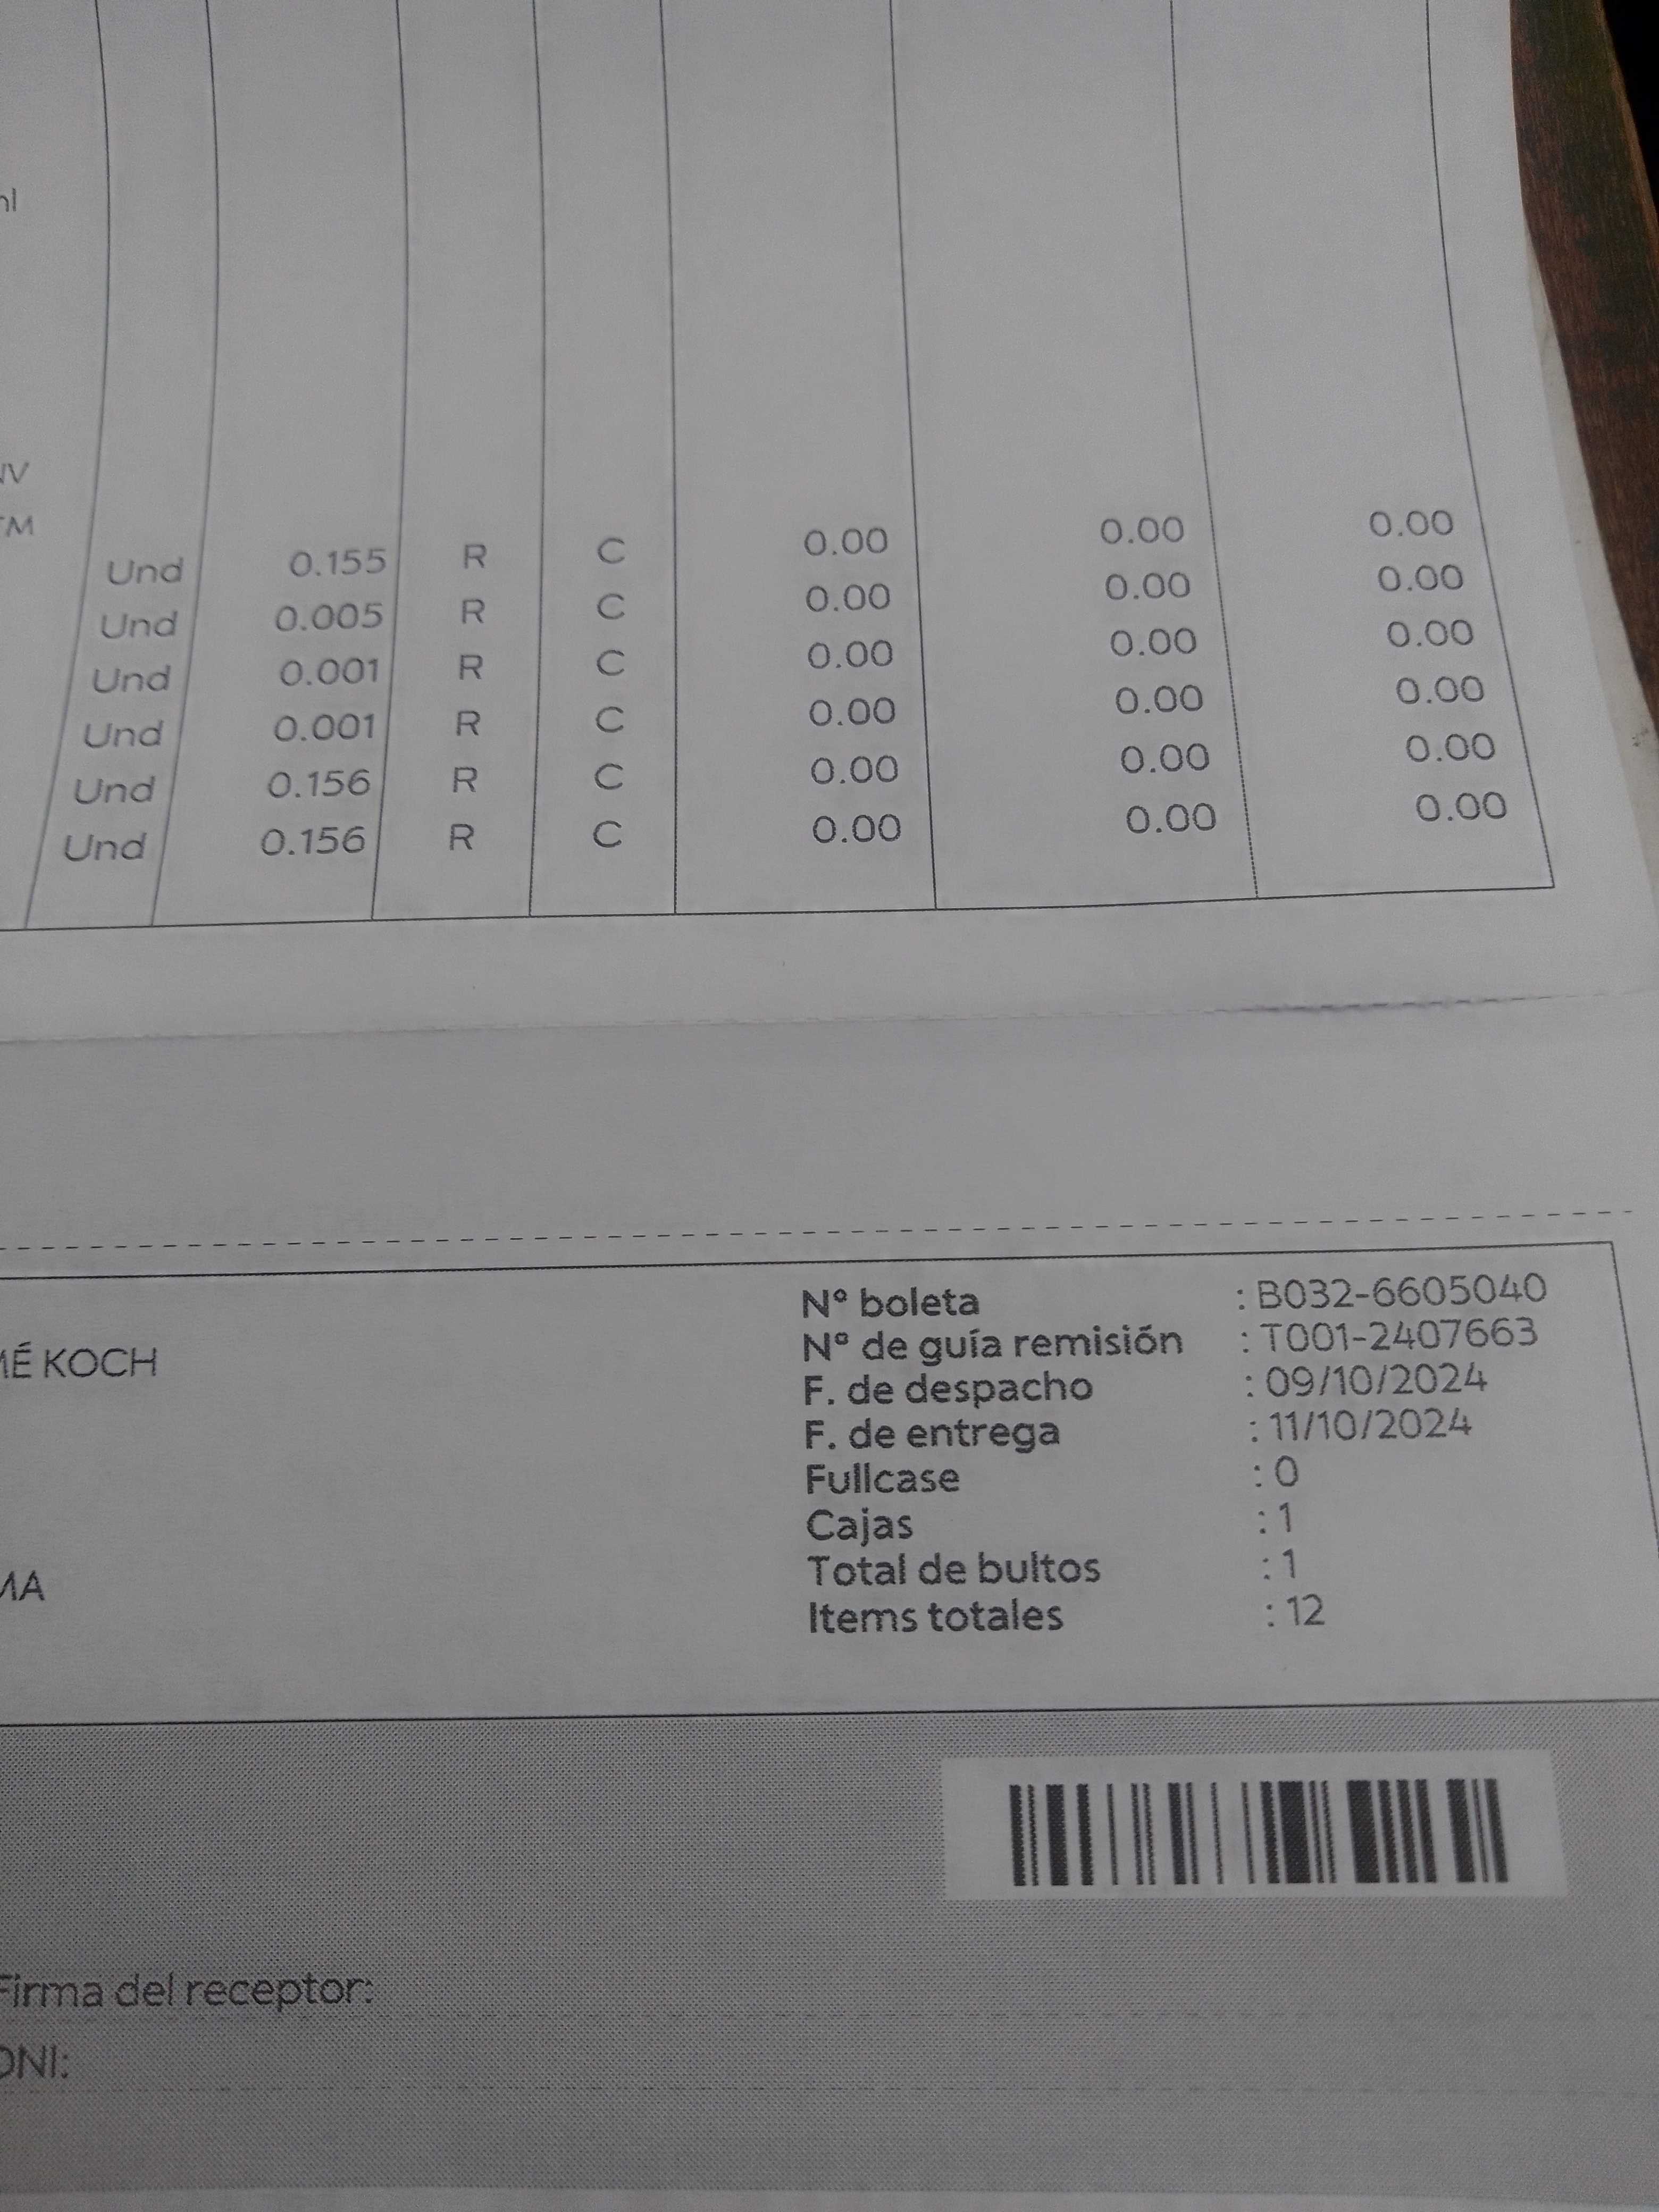 Und 0.155 R C 0.00 0.00 0.00
Und 0.005 R C 0.00 0.00 0.00
Und 0.001 R C 0.00 0.00 0.00
Und 0.001 R C 0.00 0.00 0.00
Und 0.156 R C 0.00 0.00 0.00
Und 0.156 R C 0.00 0.00 0.00
Nº boleta : B032-6605040
Nº de guía remisión : T001-2407663
KOCH
F. de despacho : 09/10/2024
F. de entrega : 11/10/2024
Fullcase : 0
Cajas : 1
Total de bultos : 1
Items totales : 12
Firma del receptor:
DNI: